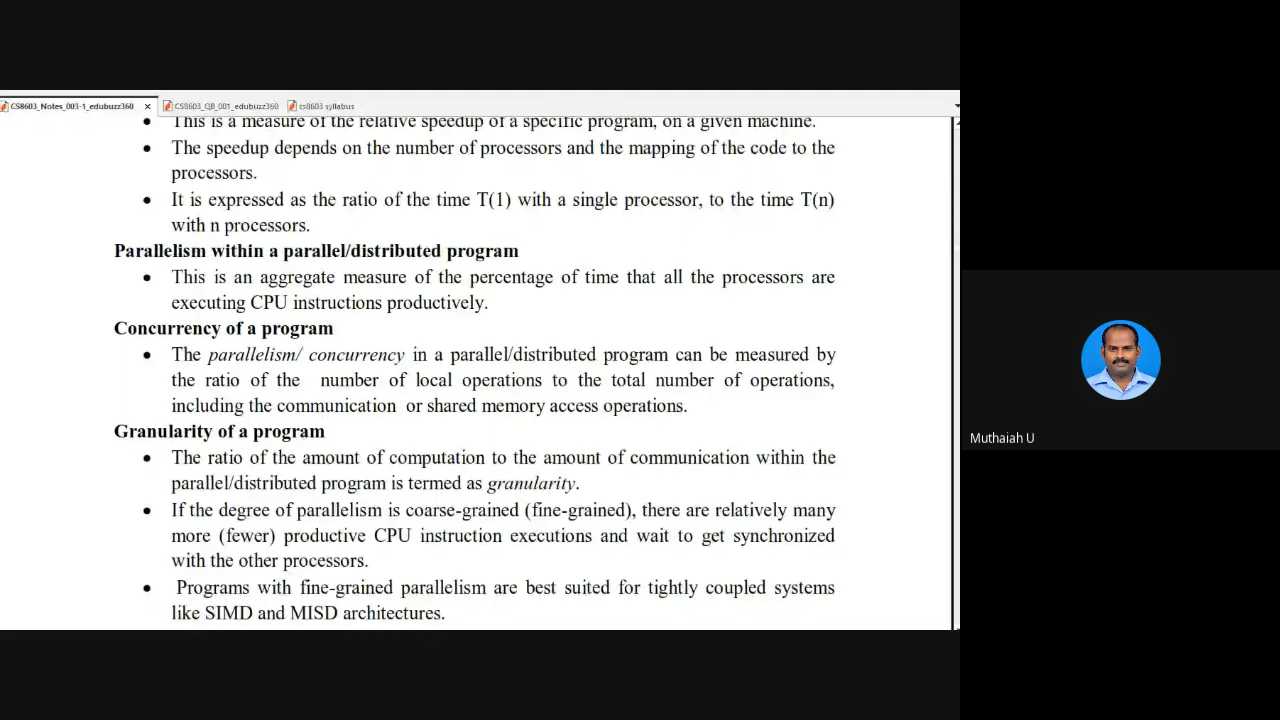 CS8603_Notes_003-1_edubuzz360 × CS8603_QB_001_edubuzz360 cs8603 syllabus
• This is a measure of the relative speedup of a specific program, on a given machine.
• The speedup depends on the number of processors and the mapping of the code to the
processors.
• It is expressed as the ratio of the time T(1) with a single processor, to the time T(n)
with n processors.
Parallelism within a parallel/distributed program
• This is an aggregate measure of the percentage of time that all the processors are
executing CPU instructions productively.
Concurrency of a program
• The parallelism/ concurrency in a parallel/distributed program can be measured by
the ratio of the number of local operations to the total number of operations,
including the communication or shared memory access operations.
Granularity of a program
• The ratio of the amount of computation to the amount of communication within the
parallel/distributed program is termed as granularity.
• If the degree of parallelism is coarse-grained (fine-grained), there are relatively many
more (fewer) productive CPU instruction executions and wait to get synchronized
with the other processors.
• Programs with fine-grained parallelism are best suited for tightly coupled systems
like SIMD and MISD architectures.
Muthaiah U